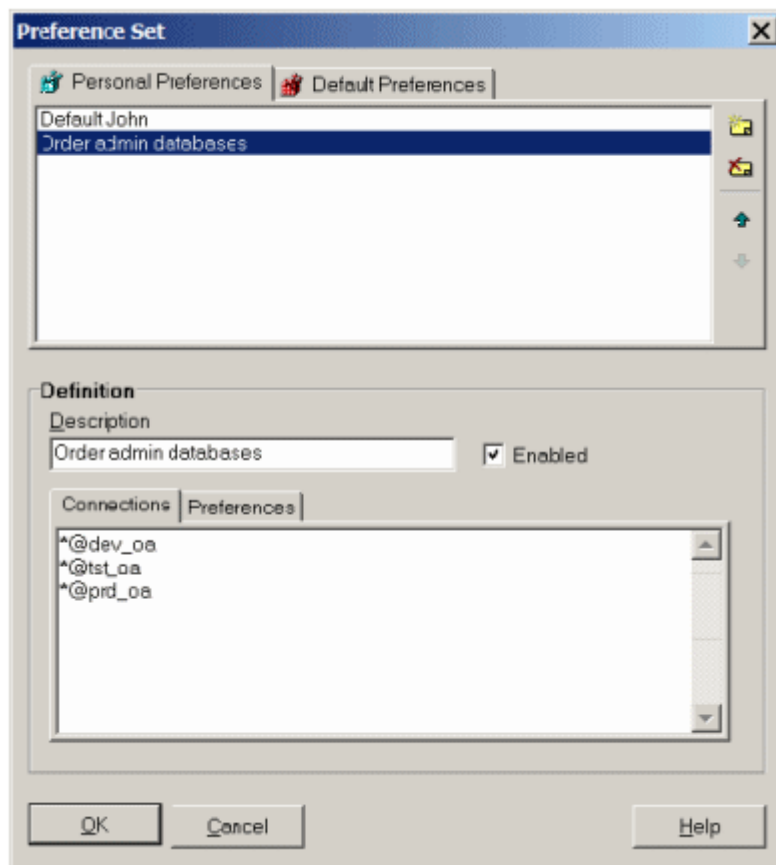 Preference Set
Personal Preferences
Default Preferences
Default John
Order admin databases
Definition
Description
Order admin databases
Enabled
Connections
Preferences
*@dev_oa
*@tst_oa
*@prd_oa
OK
Cancel
Help